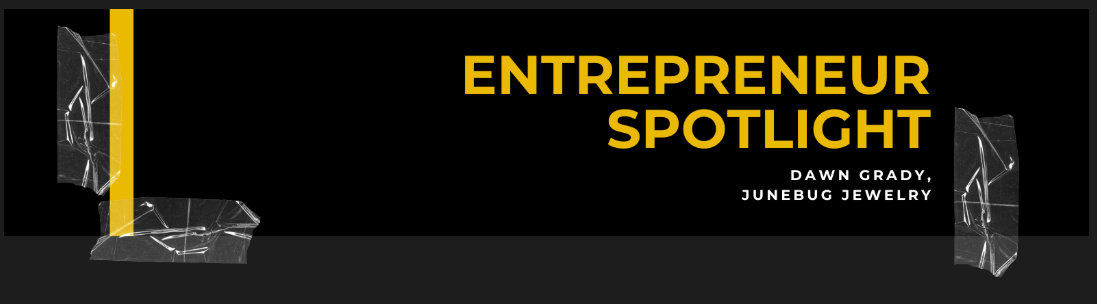 ENTREPRENEUR
SPOTLIGHT
DAWN GRADY,
JUNEBUG JEWELRY